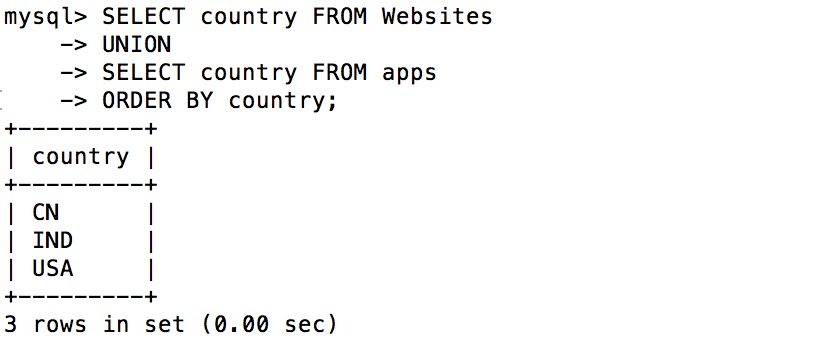 mysql> SELECT country FROM Websites
    -> UNION
    -> SELECT country FROM apps
    -> ORDER BY country;
+---------+
| country |
+---------+
| CN      |
| IND     |
| USA     |
+---------+
3 rows in set (0.00 sec)